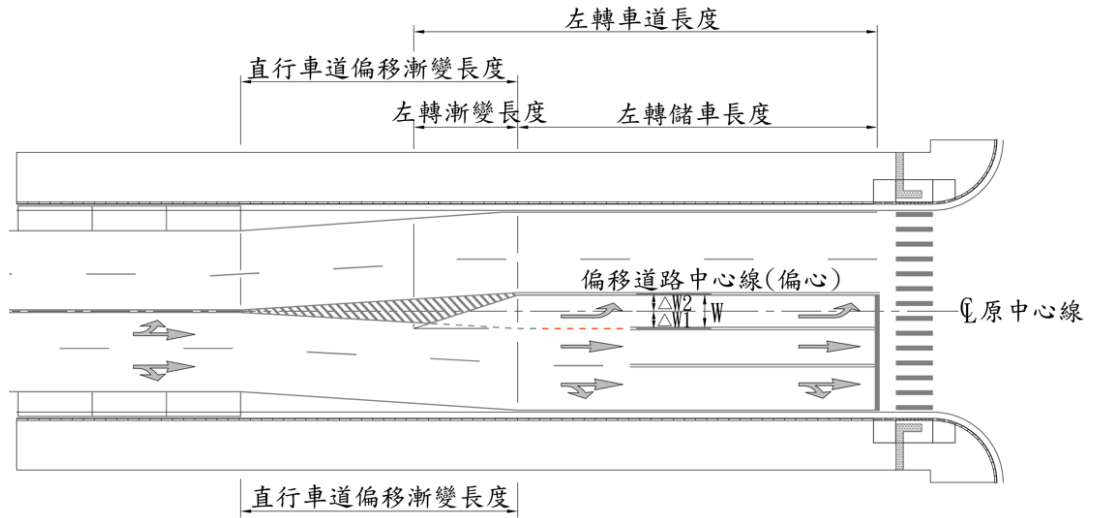 左轉車道長度
直行車道偏移漸變長度
左轉漸變長度
左轉儲車長度
偏移道路中心線(偏心)
△W2
△W1
W
℄原中心線
直行車道偏移漸變長度